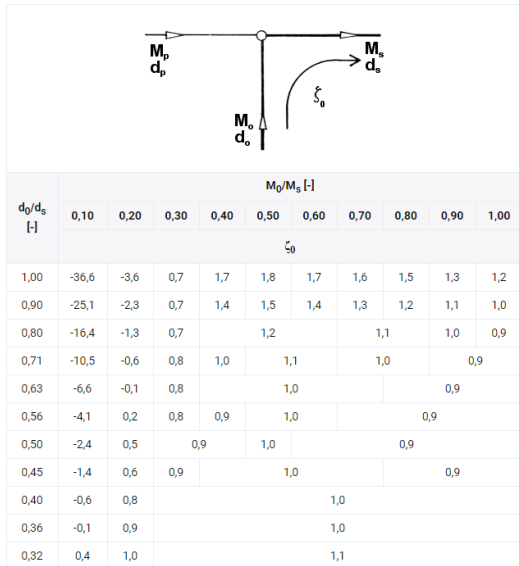 Mp
dp
Ms
ds
ζ0
Mo
do
d0/ds
[-]
M0/Ms [-]
0,10 0,20 0,30 0,40 0,50 0,60 0,70 0,80 0,90 1,00
ζ0
1,00 -36,6 -3,6 0,7 1,7 1,8 1,7 1,6 1,5 1,3 1,2
0,90 -25,1 -2,3 0,7 1,4 1,5 1,4 1,3 1,2 1,1 1,0
0,80 -16,4 -1,3 0,7 1,2 1,1 1,0 0,9
0,71 -10,5 -0,6 0,8 1,0 1,1 1,0 0,9
0,63 -6,6 -0,1 0,8 1,0 0,9
0,56 -4,1 0,2 0,8 0,9 1,0 0,9
0,50 -2,4 0,5 0,9 1,0 0,9
0,45 -1,4 0,6 0,9 1,0 0,9
0,40 -0,6 0,8 1,0
0,36 -0,1 0,9 1,0
0,32 0,4 1,0 1,1